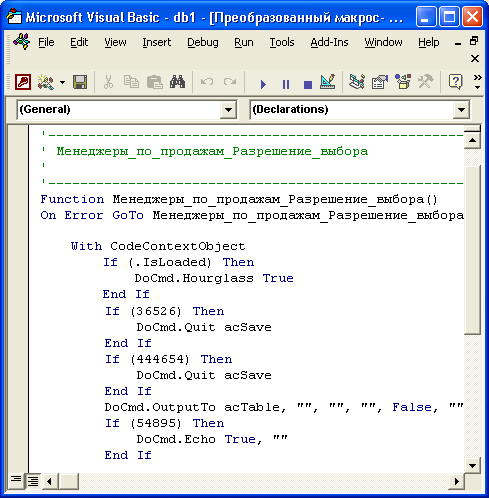 Microsoft Visual Basic - db1 - [Преобразованный макрос- ...
File Edit View Insert Debug Run Tools Add-Ins Window Help
(General) (Declarations)
'------------------------------------------------------------
' Менеджеры_по_продажам_Разрешение_выбора
'
'------------------------------------------------------------
Function Менеджеры_по_продажам_Разрешение_выбора()
On Error GoTo Менеджеры_по_продажам_Разрешение_выбора
With CodeContextObject
If (.IsLoaded) Then
DoCmd.Hourglass True
End If
If (36526) Then
DoCmd.Quit acSave
End If
If (444654) Then
DoCmd.Quit acSave
End If
DoCmd.OutputTo acTable, "", "", "", False, ""
If (54895) Then
DoCmd.Echo True, ""
End If